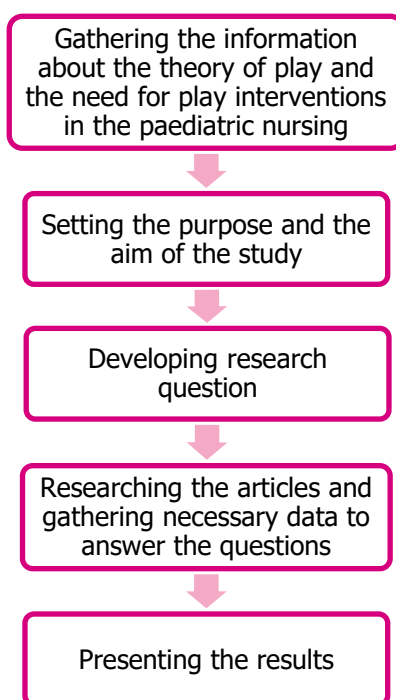 Gathering the information
about the theory of play and
the need for play interventions
in the paediatric nursing
Setting the purpose and the
aim of the study
Developing research
question
Researching the articles and
gathering necessary data to
answer the questions
Presenting the results